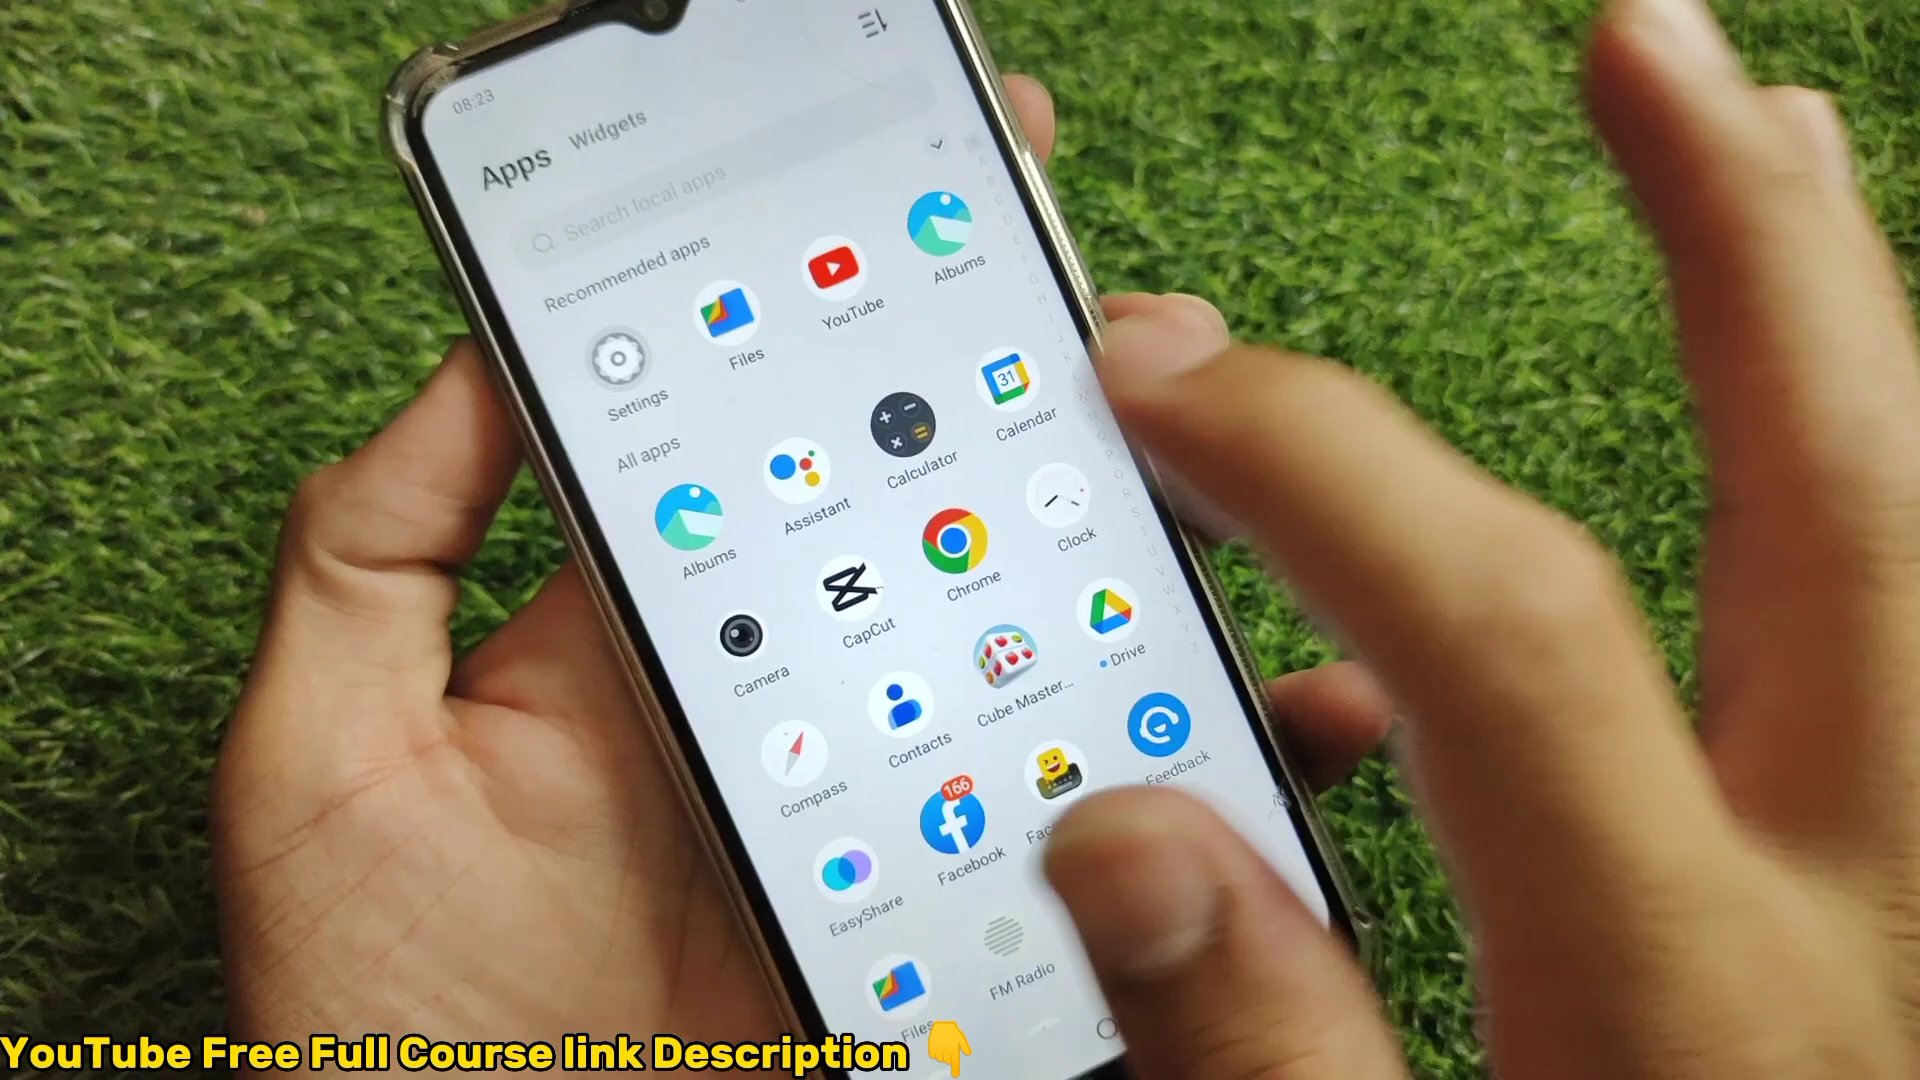 08:23
Apps Widgets
Search local apps
Recommended apps
Settings Files YouTube Albums
All apps
Albums Assistant Calculator Calendar
31
Camera CapCut Chrome Clock
Compass Contacts Cube Master... Drive
166
EasyShare Facebook Fac Feedback
Files FM Radio
YouTube Free Full Course link Description 👇